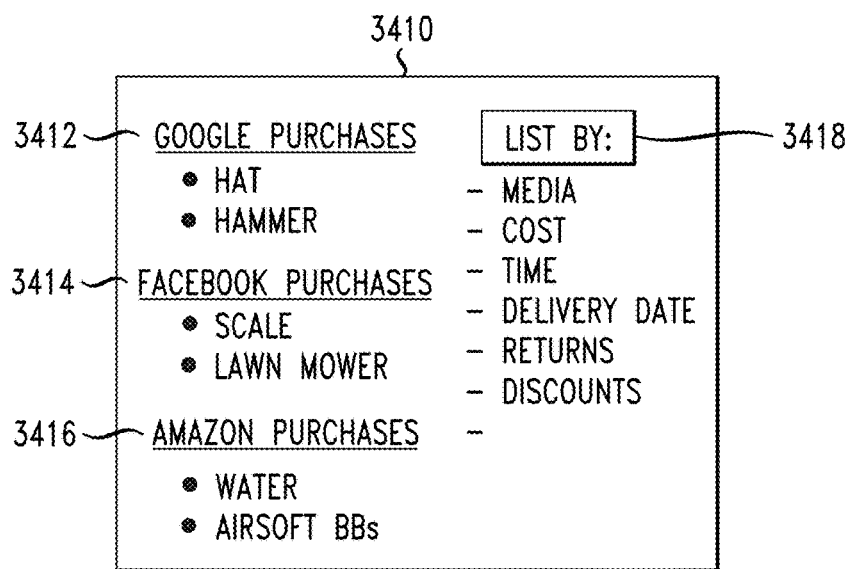 3410
3412
GOOGLE PURCHASES
• HAT
• HAMMER
3414
FACEBOOK PURCHASES
• SCALE
• LAWN MOWER
3416
AMAZON PURCHASES
• WATER
• AIRSOFT BBs
LIST BY:
3418
– MEDIA
– COST
– TIME
– DELIVERY DATE
– RETURNS
– DISCOUNTS
–